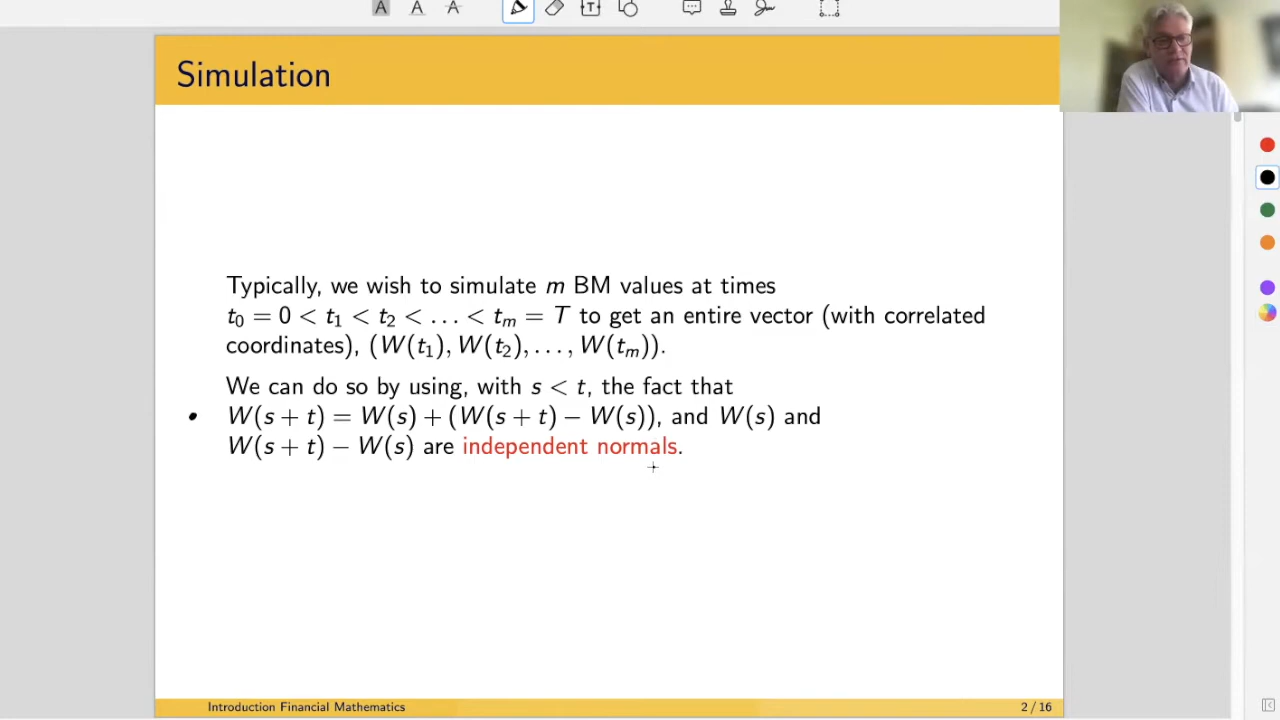 A A A T
Simulation
Typically, we wish to simulate m BM values at times
t₀ = 0 < t₁ < t₂ < . . . < tₘ = T to get an entire vector (with correlated
coordinates), (W(t₁), W(t₂), . . . , W(tₘ)).
We can do so by using, with s < t, the fact that
• W(s + t) = W(s) + (W(s + t) − W(s)), and W(s) and
W(s + t) − W(s) are independent normals.
Introduction Financial Mathematics 2 / 16